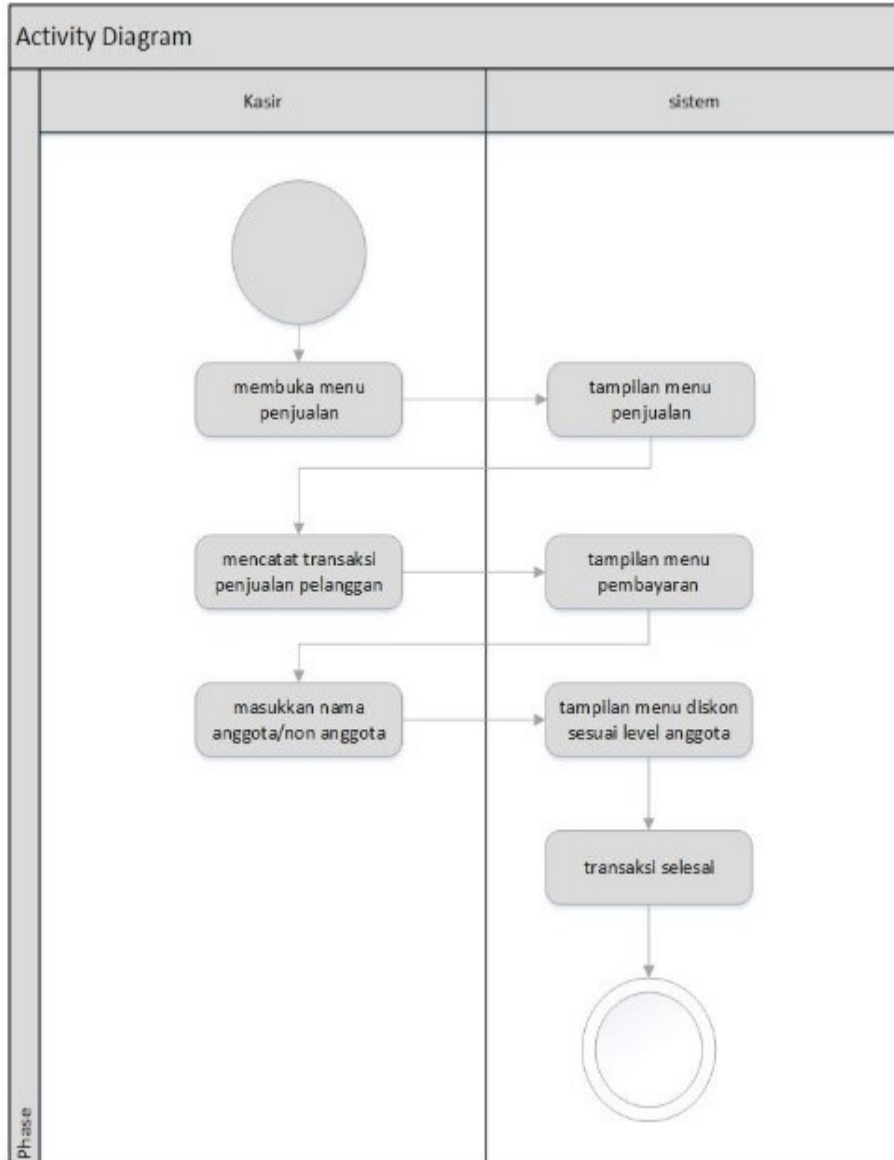 Activity Diagram
Kasir
sistem
membuka menu
penjualan
tampilan menu
penjualan
mencatat transaksi
penjualan pelanggan
tampilan menu
pembayaran
masukkan nama
anggota/non anggota
tampilan menu diskon
sesuai level anggota
transaksi selesai
Phase